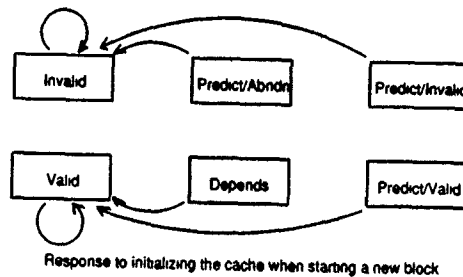 Invalid
Predict/Abndn
Predict/Invalid
Valid
Depends
Predict/Valid
Response to initializing the cache when starting a new block